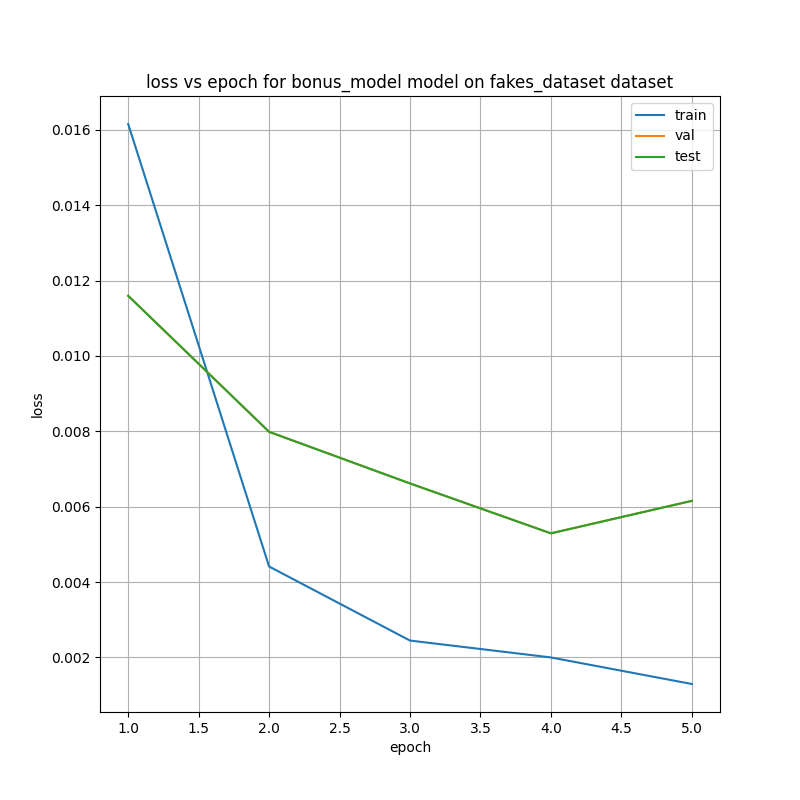 loss vs epoch for bonus_model model on fakes_dataset dataset
train
val
test
0.016
0.014
0.012
0.010
0.008
0.006
0.004
0.002
loss
1.0 1.5 2.0 2.5 3.0 3.5 4.0 4.5 5.0
epoch